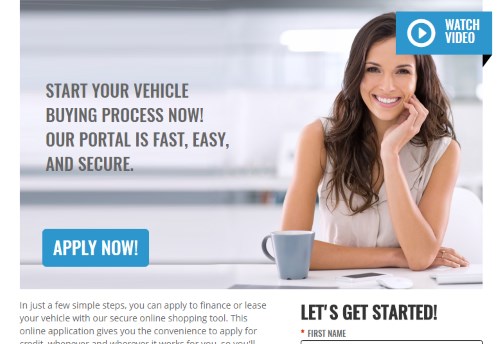 WATCH
VIDEO
START YOUR VEHICLE
BUYING PROCESS NOW!
OUR PORTAL IS FAST, EASY,
AND SECURE.
APPLY NOW!
In just a few simple steps, you can apply to finance or lease
your vehicle with our secure online shopping tool. This
online application gives you the convenience to apply for
credit, whenever and wherever it works for you, so you'll
LET'S GET STARTED!
* FIRST NAME